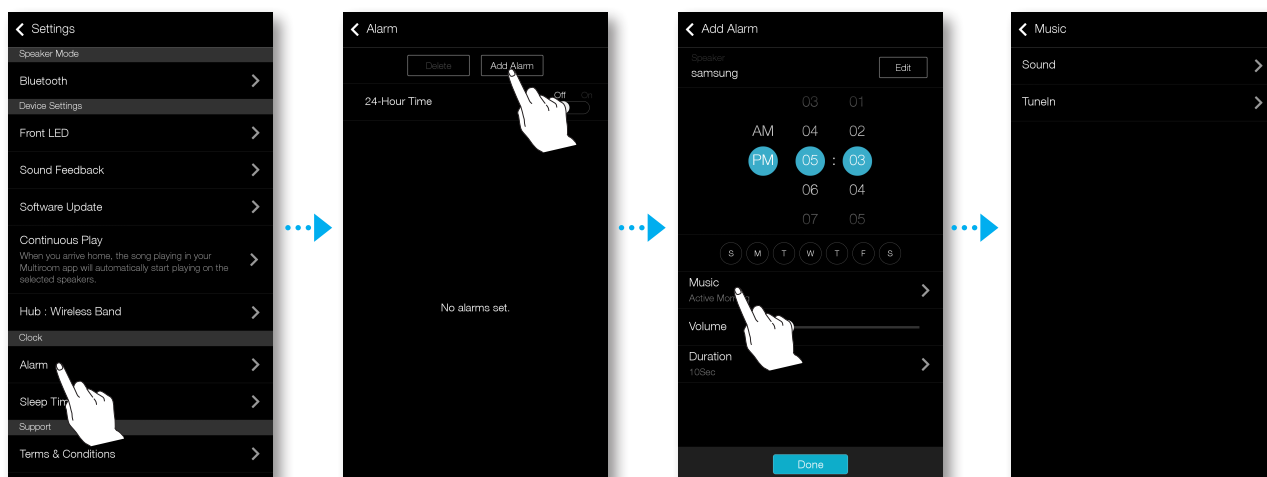 Settings
Speaker Mode
Bluetooth
Device Settings
Front LED
Sound Feedback
Software Update
Continuous Play
When you arrive home, the song playing in your
Multiroom app will automatically start playing on the
selected speakers.
Hub : Wireless Band
Clock
Alarm
Sleep
Support
Terms & Conditions
Alarm
Delete Add Alarm
24-Hour Time Off On
No alarms set.
Add Alarm
Speaker
samsung Edit
03 01
AM 04 02
PM 05 : 03
06 04
07 05
S M T W T F S
Music
Active
Volume
Duration
10Sec
Done
Music
Sound
TuneIn